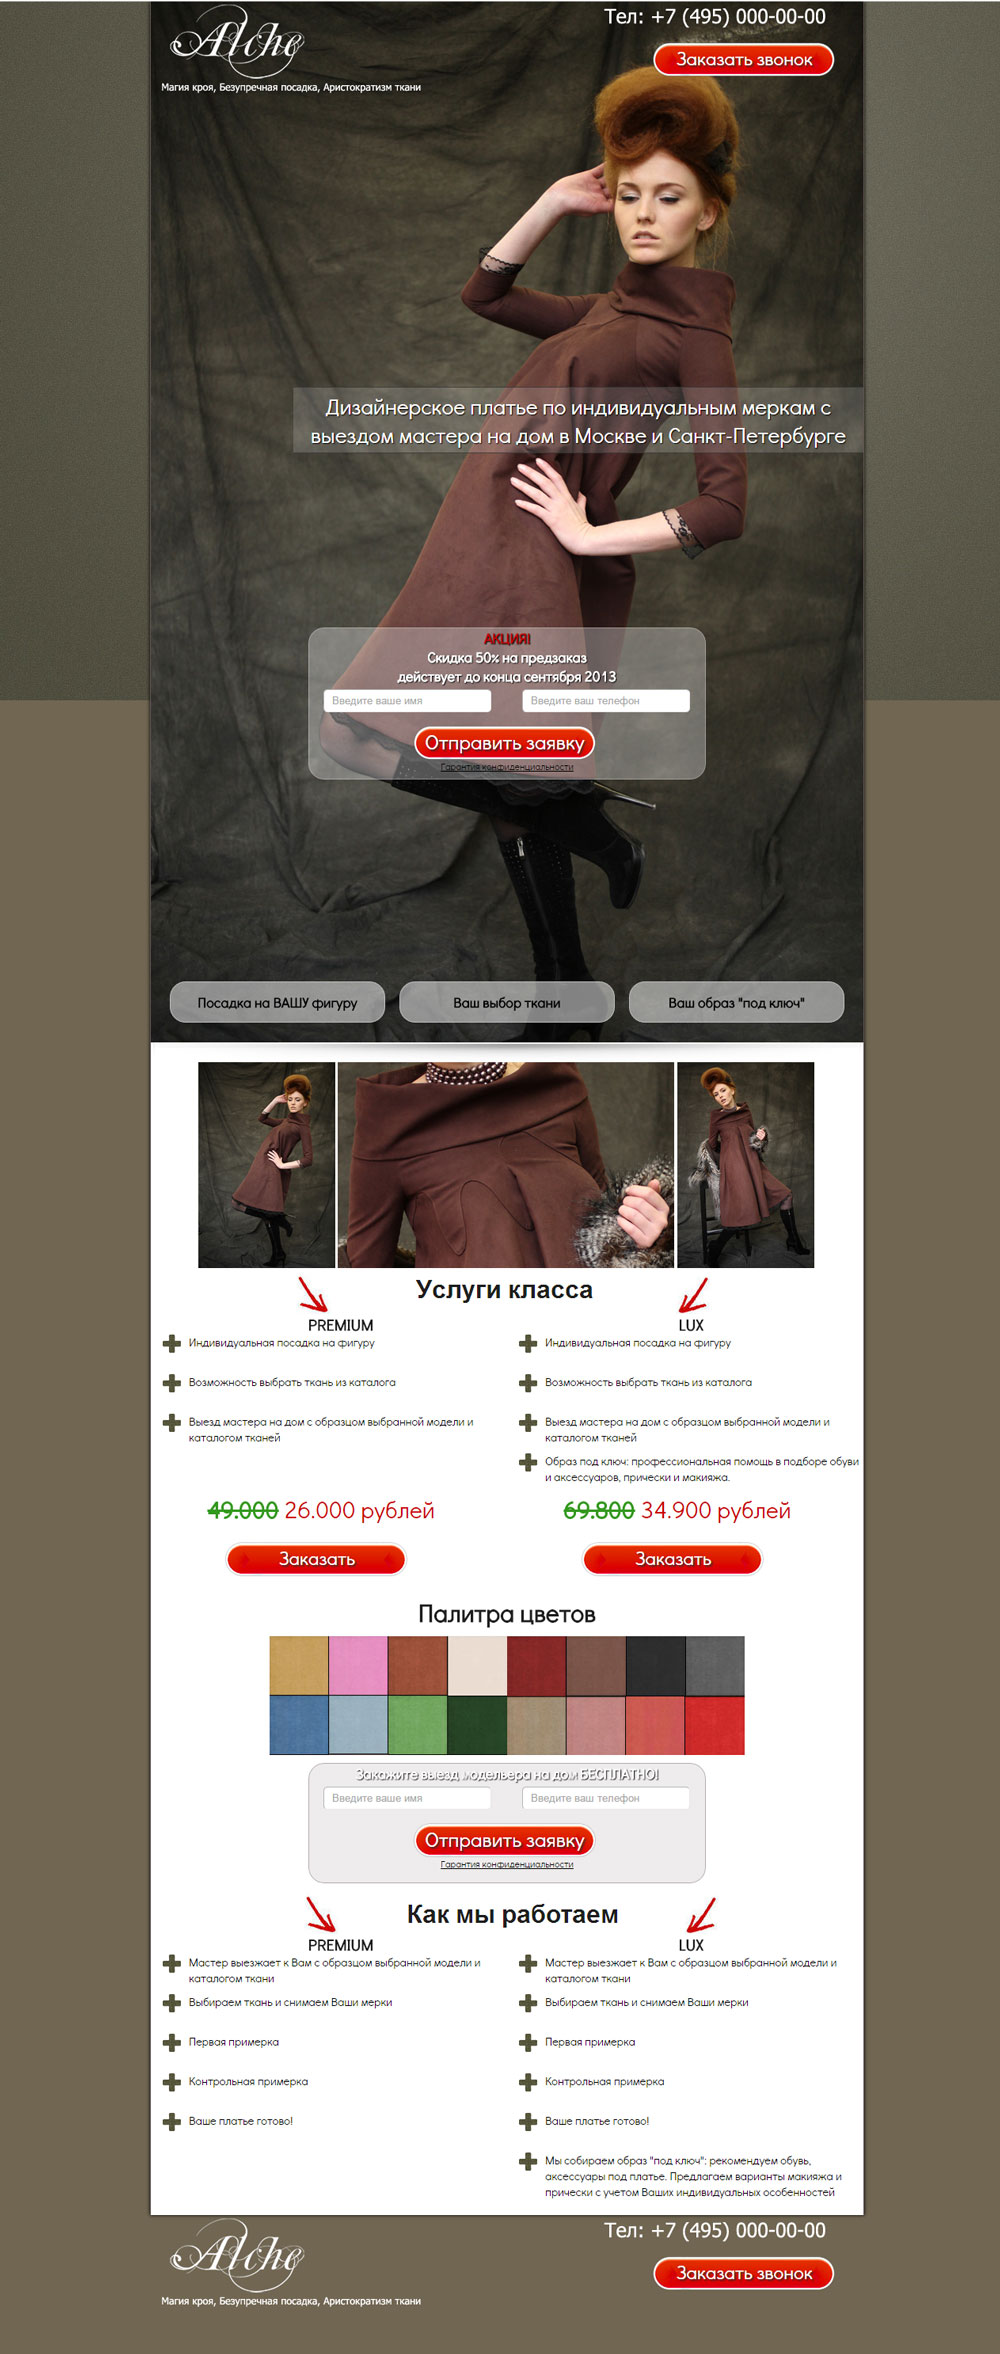 Alche
Тел: +7 (495) 000-00-00
Заказать звонок
Магия кроя, Безупречная посадка, Аристократизм ткани
Дизайнерское платье по индивидуальным меркам с
выездом мастера на дом в Москве и Санкт-Петербурге
АКЦИЯ!
Скидка 50% на предзаказ
действует до конца сентября 2013
Введите ваше имя
Введите ваш телефон
Отправить заявку
Гарантия конфиденциальности
Посадка на ВАШУ фигуру
Ваш выбор ткани
Ваш образ "под ключ"
Услуги класса
PREMIUM
Индивидуальная посадка на фигуру
Возможность выбрать ткань из каталога
Выезд мастера на дом с образцом выбранной модели и
каталогом тканей
49.000 26.000 рублей
Заказать
LUX
Индивидуальная посадка на фигуру
Возможность выбрать ткань из каталога
Выезд мастера на дом с образцом выбранной модели и
каталогом тканей
Образ под ключ: профессиональная помощь в подборе обуви
и аксессуаров, прически и макияжа.
69.800 34.900 рублей
Заказать
Палитра цветов
Закажите выезд модельера на дом БЕСПЛАТНО!
Введите ваше имя
Введите ваш телефон
Отправить заявку
Гарантия конфиденциальности
Как мы работаем
PREMIUM
Мастер выезжает к Вам с образцом выбранной модели и
каталогом ткани
Выбираем ткань и снимаем Ваши мерки
Первая примерка
Контрольная примерка
Ваше платье готово!
LUX
Мастер выезжает к Вам с образцом выбранной модели и
каталогом ткани
Выбираем ткань и снимаем Ваши мерки
Первая примерка
Контрольная примерка
Ваше платье готово!
Мы собираем образ "под ключ": рекомендуем обувь,
аксессуары под платье. Предлагаем варианты макияжа и
прически с учетом Ваших индивидуальных особенностей
Alche
Тел: +7 (495) 000-00-00
Заказать звонок
Магия кроя, Безупречная посадка, Аристократизм ткани